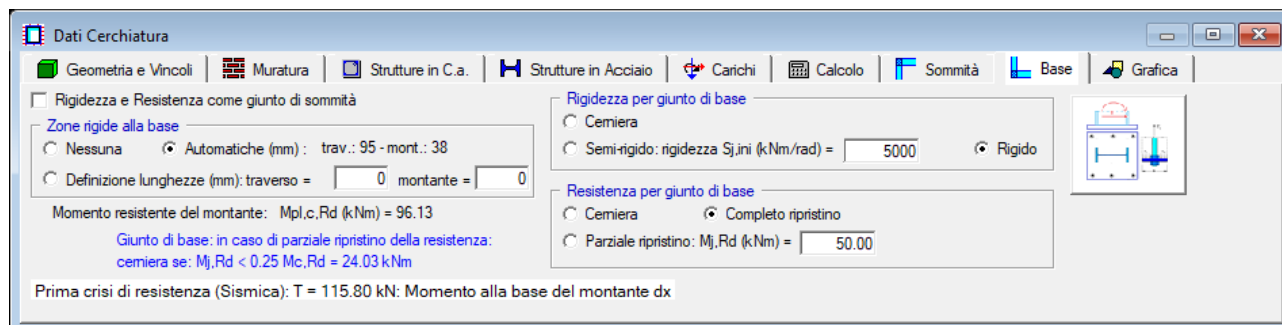 Dati Cerchiatura
Geometria e Vincoli
Muratura
Strutture in C.a.
Strutture in Acciaio
Carichi
Calcolo
Sommità
Base
Grafica
Rigidezza e Resistenza come giunto di sommità
Zone rigide alla base
Nessuna
Automatiche (mm) : trav.: 95 - mont.: 38
Definizione lunghezze (mm): traverso = 0 montante = 0
Momento resistente del montante: Mpl,c,Rd (kNm) = 96.13
Giunto di base: in caso di parziale ripristino della resistenza:
cerniera se: Mj,Rd < 0.25 Mc,Rd = 24.03 kNm
Rigidezza per giunto di base
Cerniera
Semi-rigido: rigidezza Sj,ini (kNm/rad) = 5000
Rigido
Resistenza per giunto di base
Cerniera
Completo ripristino
Parziale ripristino: Mj,Rd (kNm) = 50.00
Prima crisi di resistenza (Sismica): T = 115.80 kN: Momento alla base del montante dx